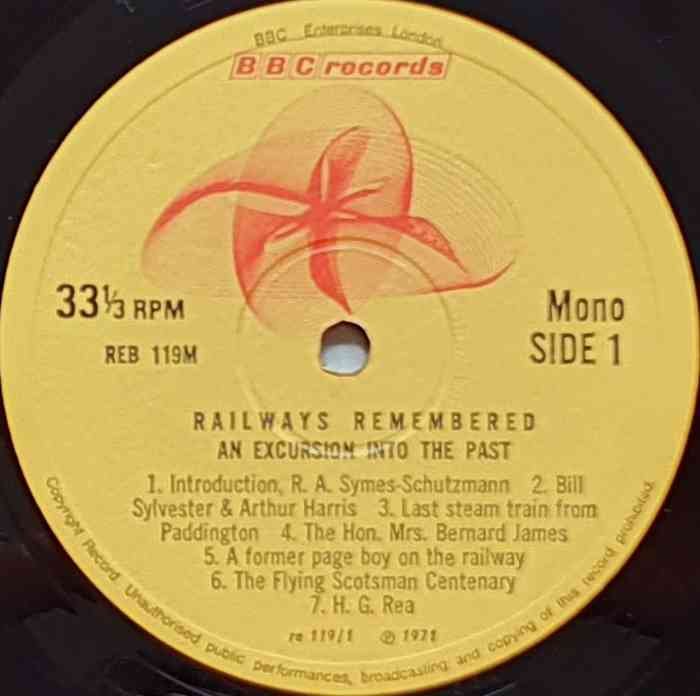 BBC Enterprises London
BBC records
33⅓ RPM
Mono
REB 119M
SIDE 1
RAILWAYS REMEMBERED
AN EXCURSION INTO THE PAST
1. Introduction, R. A. Symes-Schutzmann 2. Bill
Sylvester & Arthur Harris 3. Last steam train from
Paddington 4. The Hon. Mrs. Bernard James
5. A former page boy on the railway
6. The Flying Scotsman Centenary
7. H. G. Rea
re 119/1 Ⓟ 1971
Copyright Record. Unauthorised public performances, broadcasting and copying of this record prohibited.